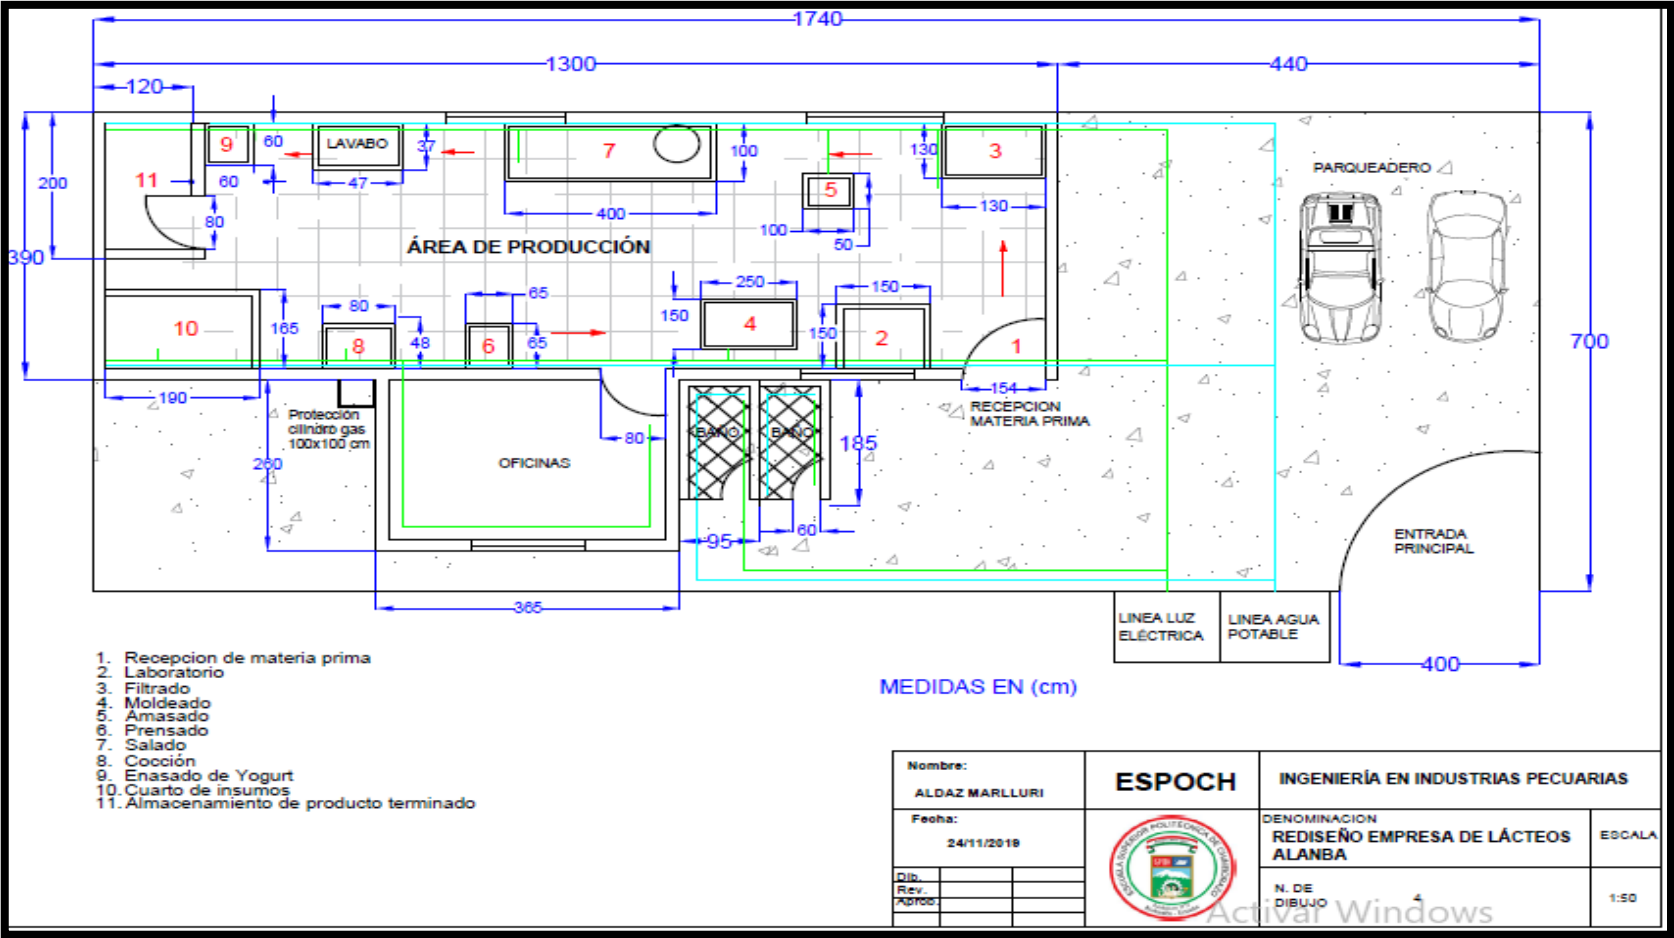 1740
1300
440
120
9
60
LAVABO
37
7
100
130
3
PARQUEADERO
200
11
60
47
5
400
130
80
100
50
390
ÁREA DE PRODUCCIÓN
80
65
250
150
10
165
8
48
6
65
150
4
150
2
1
700
190
154
Protección
cilindro gas
100x100 cm
80
BAÑO
BAÑO
185
RECEPCION
MATERIA PRIMA
260
OFICINAS
95
60
ENTRADA
PRINCIPAL
365
LINEA LUZ
ELÉCTRICA
LINEA AGUA
POTABLE
400
1. Recepcion de materia prima
2. Laboratorio
3. Filtrado
4. Moldeado
5. Amasado
6. Prensado
7. Salado
8. Cocción
9. Enasado de Yogurt
10. Cuarto de insumos
11. Almacenamiento de producto terminado
MEDIDAS EN (cm)
Nombre:
ALDAZ MARLLURI
ESPOCH
INGENIERÍA EN INDUSTRIAS PECUARIAS
Fecha:
24/11/2019
DENOMINACION
REDISEÑO EMPRESA DE LÁCTEOS
ALANBA
ESCALA
Dib.
Rev.
Aprob.
ESCUELA SUPERIOR POLITÉCNICA DE CHIMBORAZO
N. DE
DIBUJO
4
1:50
Activar Windows